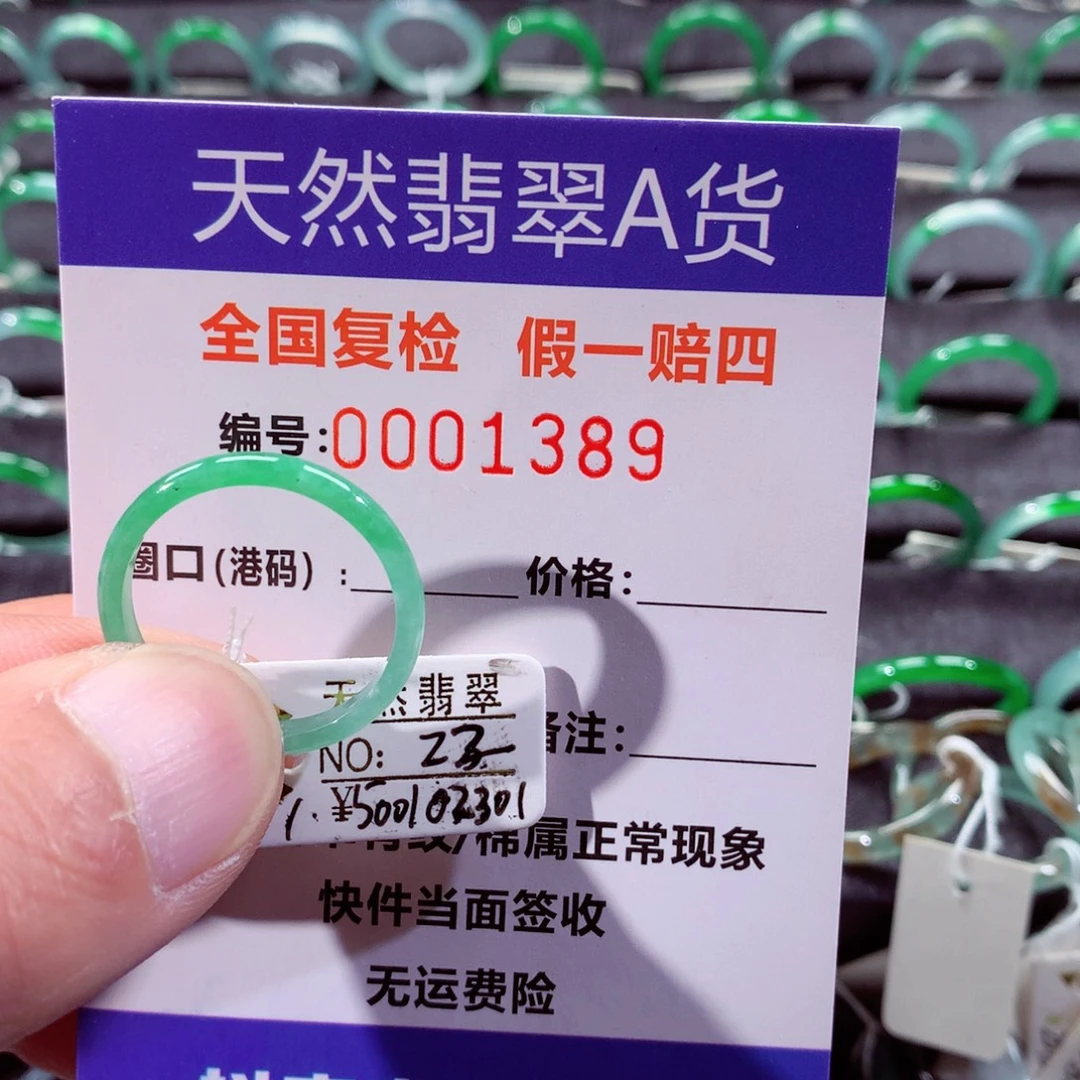 天然翡翠A货
全国复检 假一赔四
编号:0001389
圈口(港码):
价格:
天然翡翠
NO: 23
备注:
¥500102301
纹/棉属正常现象
快件当面签收
无运费险